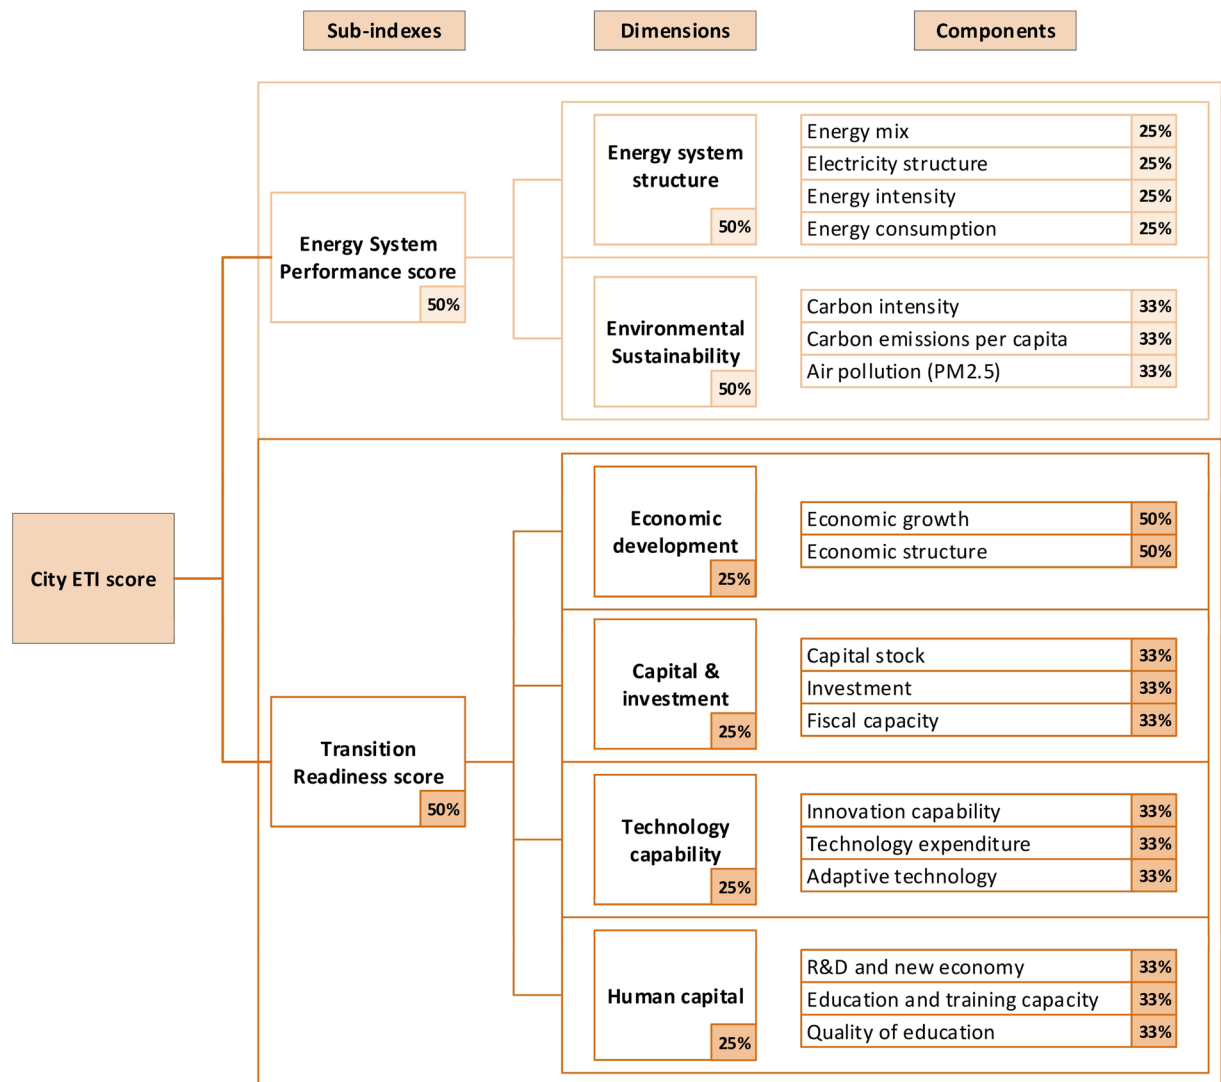 Sub-indexes
Dimensions
Components
City ETI score
Energy System
Performance score
50%
Energy system
structure
50%
Energy mix 25%
Electricity structure 25%
Energy intensity 25%
Energy consumption 25%
Environmental
Sustainability
50%
Carbon intensity 33%
Carbon emissions per capita 33%
Air pollution (PM2.5) 33%
Transition
Readiness score
50%
Economic
development
25%
Economic growth 50%
Economic structure 50%
Capital &
investment
25%
Capital stock 33%
Investment 33%
Fiscal capacity 33%
Technology
capability
25%
Innovation capability 33%
Technology expenditure 33%
Adaptive technology 33%
Human capital
25%
R&D and new economy 33%
Education and training capacity 33%
Quality of education 33%